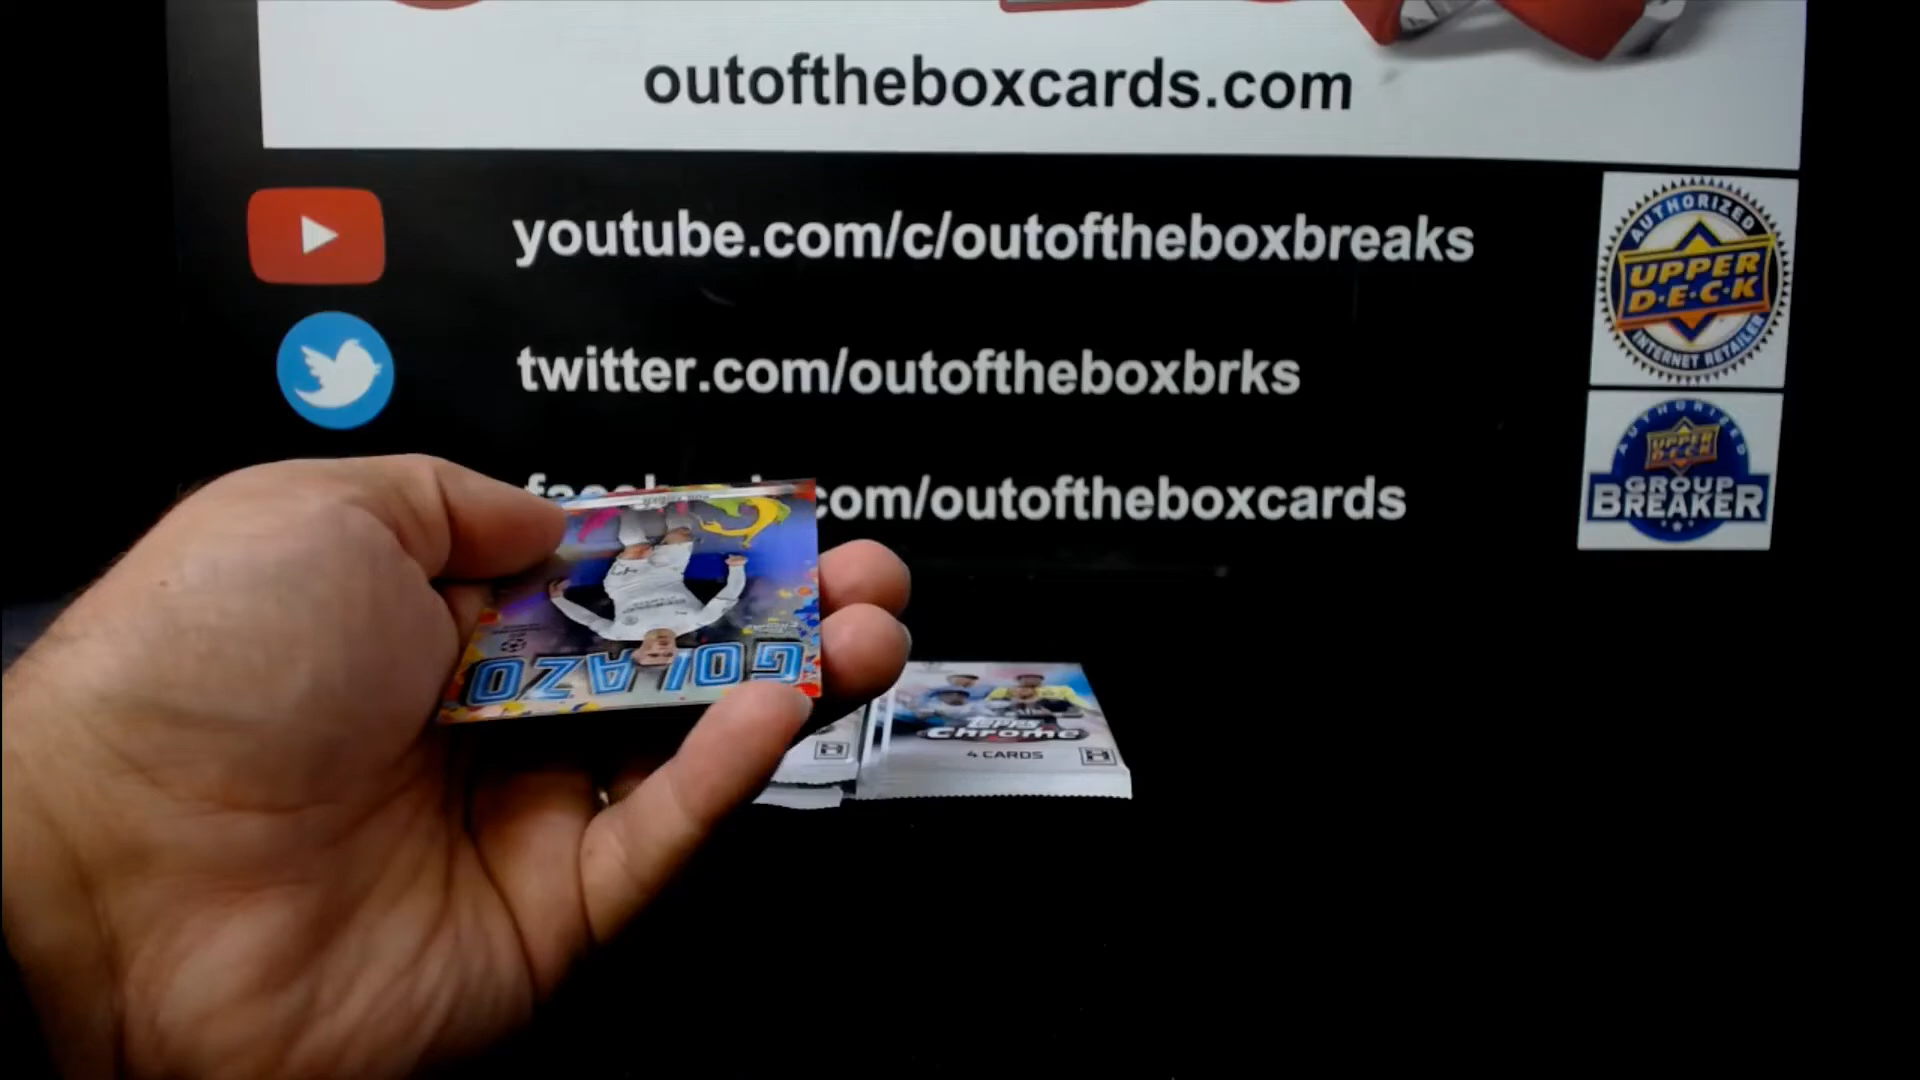 outoftheboxcards.com
youtube.com/c/outoftheboxbreaks
AUTHORIZED
UPPER
D·E·C·K
INTERNET RETAILER
twitter.com/outoftheboxbrks
AUTHORIZED
UPPER
DECK
GROUP
BREAKER
.com/outoftheboxcards
GOLAZO
Topps
Chrome
4 CARDS